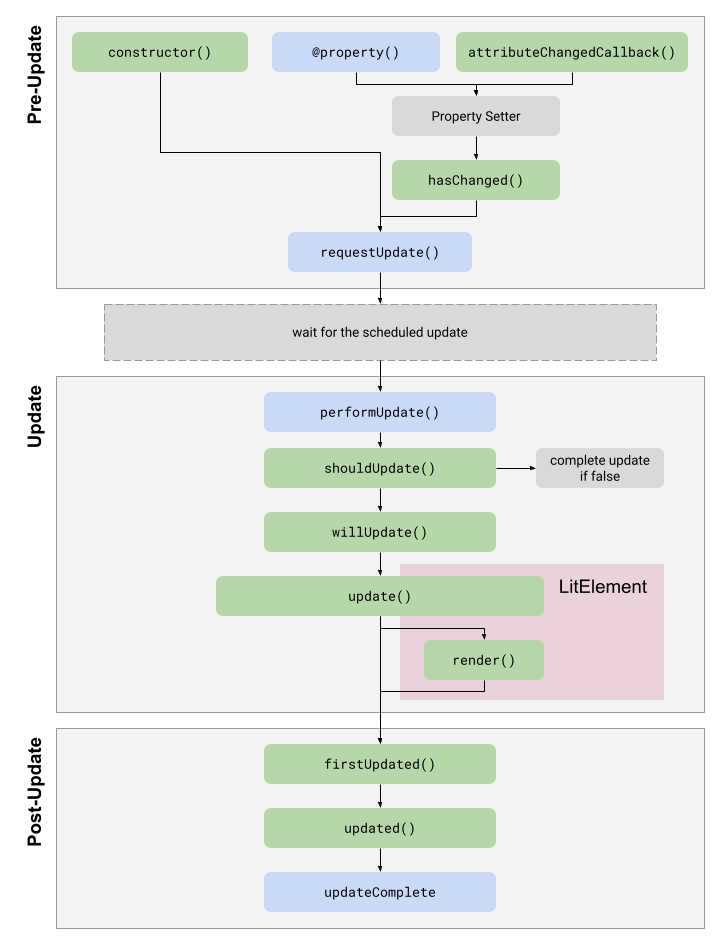 Pre-Update
constructor()
@property()
attributeChangedCallback()
Property Setter
hasChanged()
requestUpdate()
wait for the scheduled update
Update
performUpdate()
shouldUpdate()
complete update
if false
willUpdate()
update()
LitElement
render()
Post-Update
firstUpdated()
updated()
updateComplete